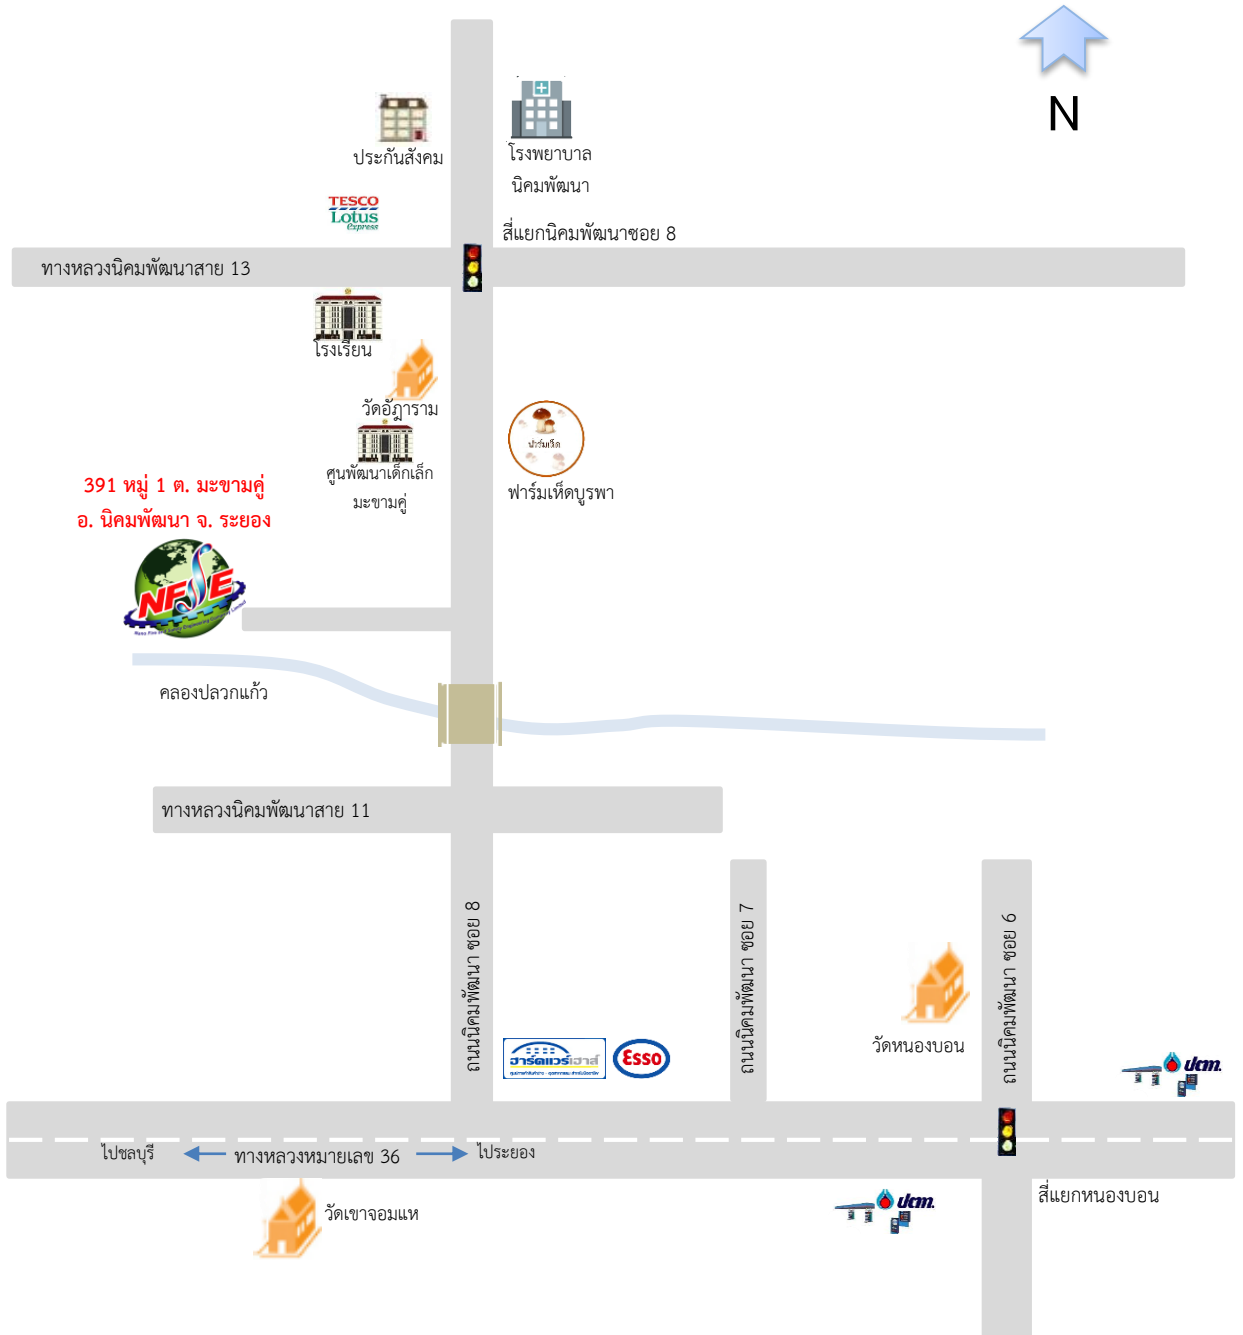 N
ประกันสังคม
โรงพยาบาล
นิคมพัฒนา
TESCO
Lotus
express
สี่แยกนิคมพัฒนาซอย 8
ทางหลวงนิคมพัฒนาสาย 13
โรงเรียน
วัดอัฎาราม
ฟาร์มเห็ด
ศูนพัฒนาเด็กเล็ก
มะขามคู่
ฟาร์มเห็ดบูรพา
391 หมู่ 1 ต. มะขามคู่
อ. นิคมพัฒนา จ. ระยอง
NFSE
คลองปลวกแก้ว
ทางหลวงนิคมพัฒนาสาย 11
ถนนนิคมพัฒนา ซอย 8
ถนนนิคมพัฒนา ซอย 7
ถนนนิคมพัฒนา ซอย 6
วัดหนองบอน
ฮาร์ดแวร์เฮาส์
Esso
ปตท.
ไปชลบุรี
ทางหลวงหมายเลข 36
ไประยอง
สี่แยกหนองบอน
ปตท.
วัดเขาจอมแห